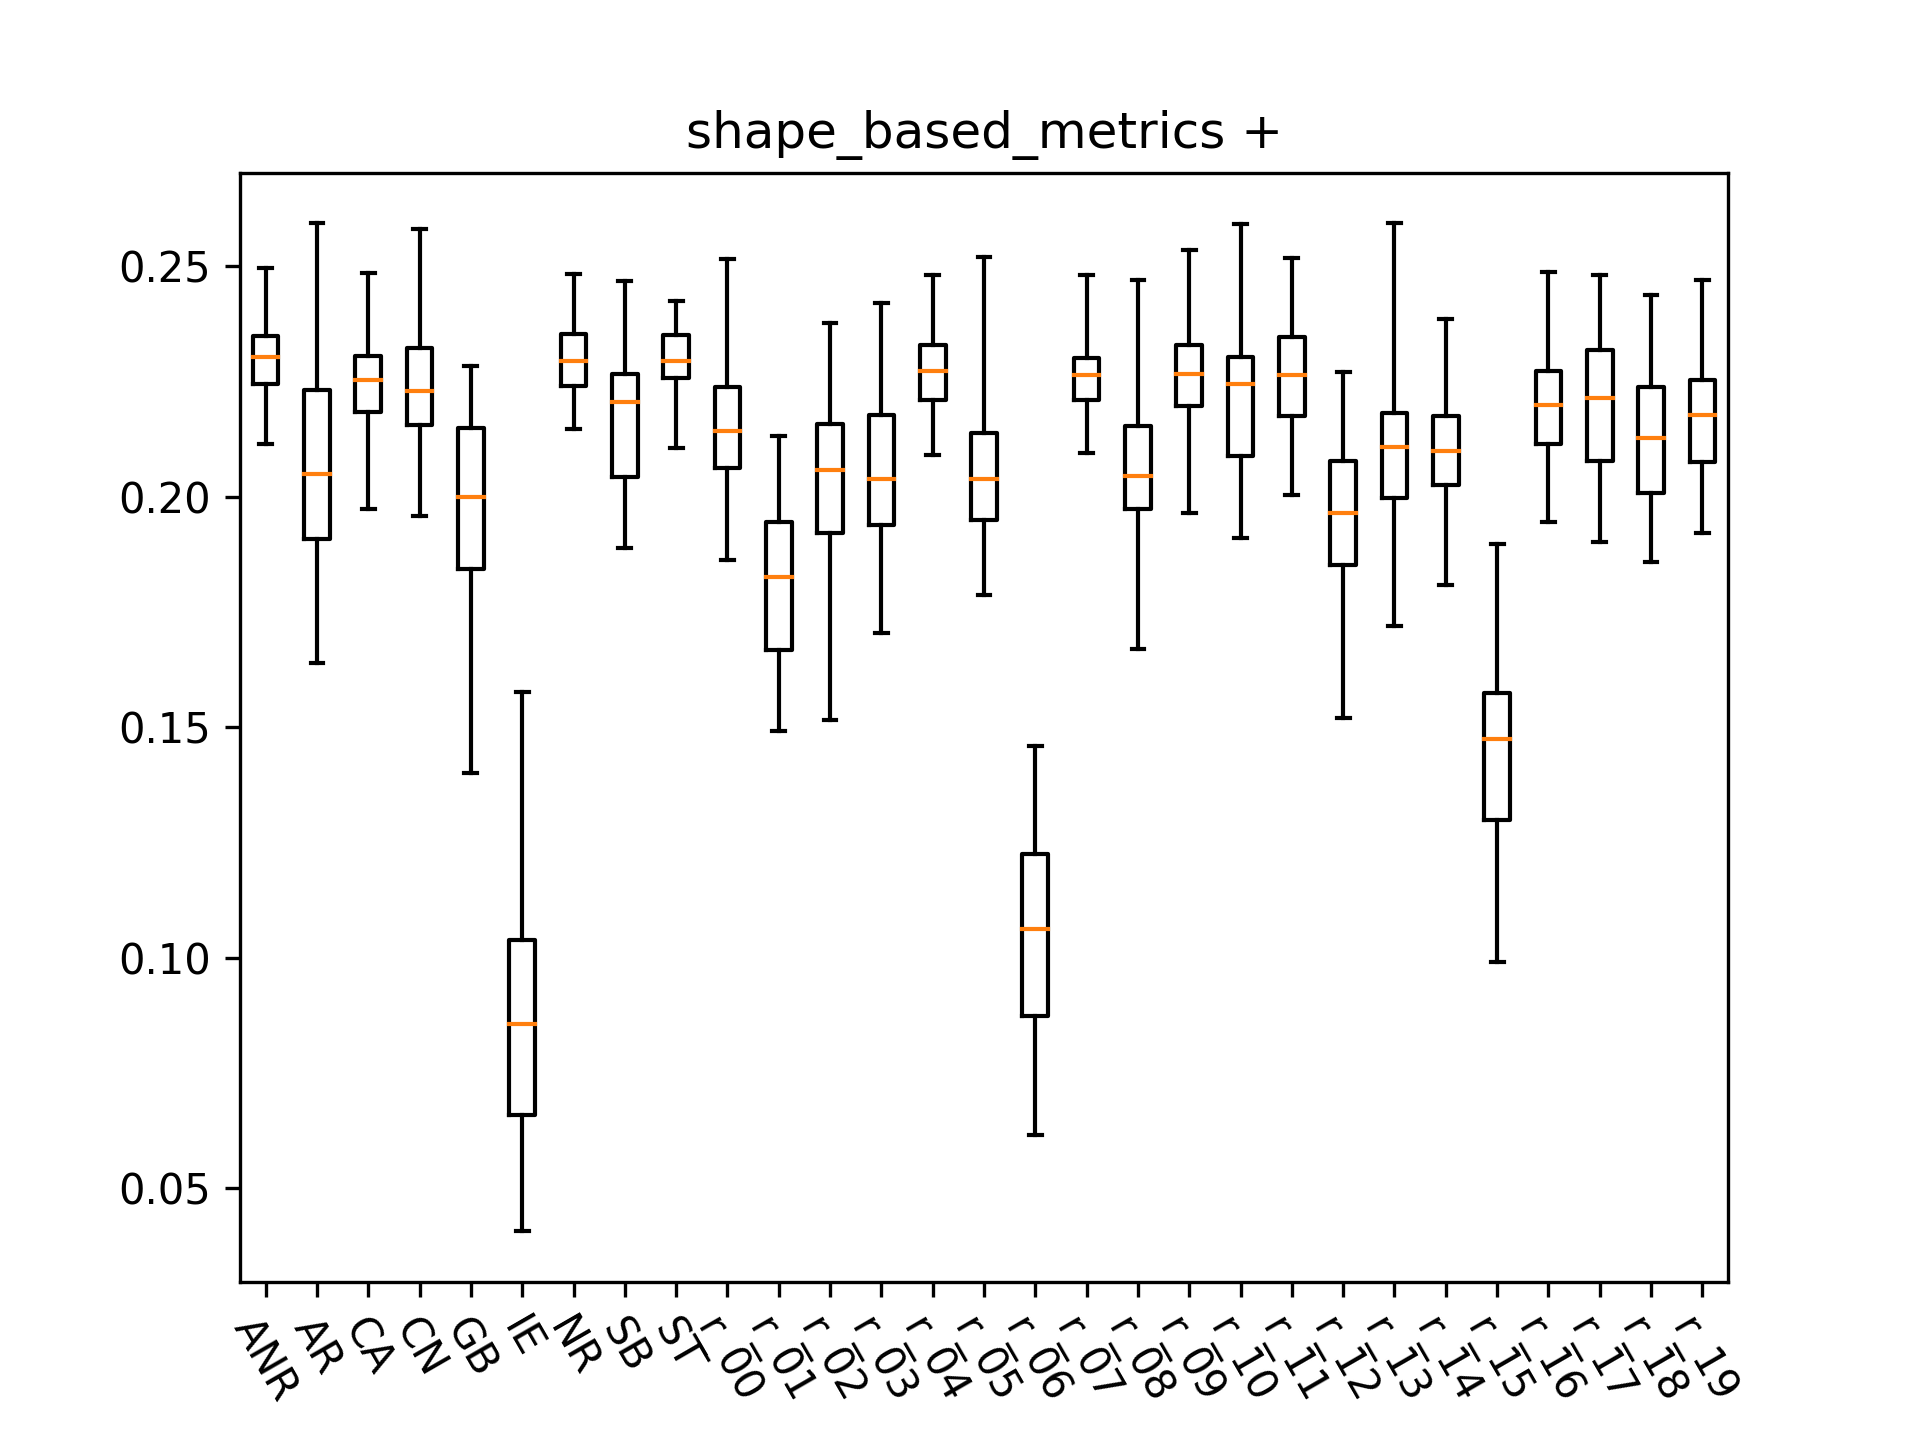 shape_based_metrics +
0.25
0.20
0.15
0.10
0.05
ANR
AR
CA
CN
GB
IE
NR
SB
ST
r_00
r_01
r_02
r_03
r_04
r_05
r_06
r_07
r_08
r_09
r_10
r_11
r_12
r_13
r_14
r_15
r_16
r_17
r_18
r_19